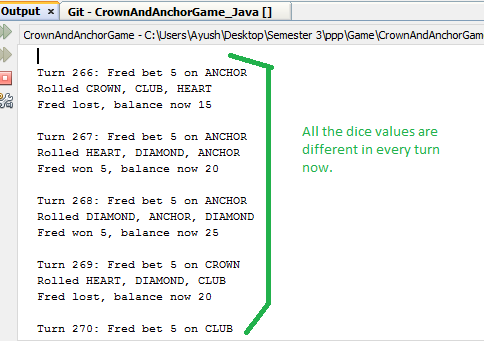 Output
Git - CrownAndAnchorGame_Java []
CrownAndAnchorGame - C:\Users\Ayush\Desktop\Semester 3\ppp\Game\CrownAndAnchorGam
Turn 266: Fred bet 5 on ANCHOR
Rolled CROWN, CLUB, HEART
Fred lost, balance now 15
Turn 267: Fred bet 5 on ANCHOR
Rolled HEART, DIAMOND, ANCHOR
Fred won 5, balance now 20
Turn 268: Fred bet 5 on ANCHOR
Rolled DIAMOND, ANCHOR, DIAMOND
Fred won 5, balance now 25
Turn 269: Fred bet 5 on CROWN
Rolled HEART, DIAMOND, CLUB
Fred lost, balance now 20
Turn 270: Fred bet 5 on CLUB
All the dice values are
different in every turn
now.